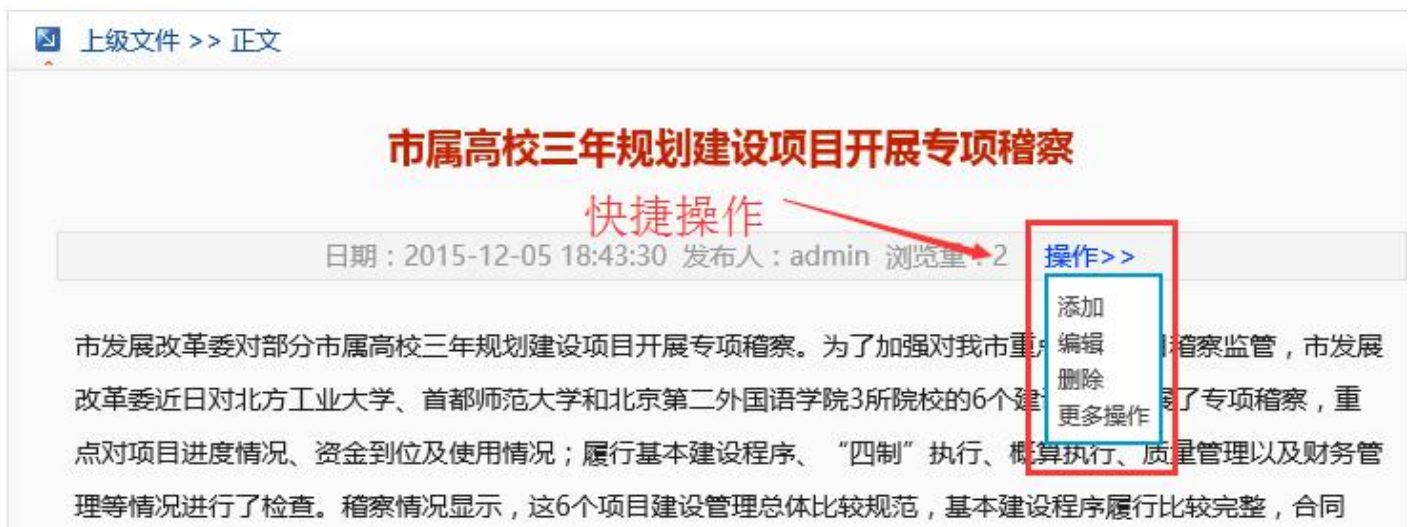 上级文件 >> 正文
市属高校三年规划建设项目开展专项稽察
快捷操作
日期：2015-12-05 18:43:30 发布人：admin 浏览量：2 操作>>
添加
编辑
删除
更多操作
市发展改革委对部分市属高校三年规划建设项目开展专项稽察。为了加强对我市重 稽察监管，市发展
改革委近日对北方工业大学、首都师范大学和北京第二外国语学院3所院校的6个建 了专项稽察，重
点对项目进度情况、资金到位及使用情况；履行基本建设程序、“四制”执行、概算执行、质量管理以及财务管
理等情况进行了检查。稽察情况显示，这6个项目建设管理总体比较规范，基本建设程序履行比较完整，合同